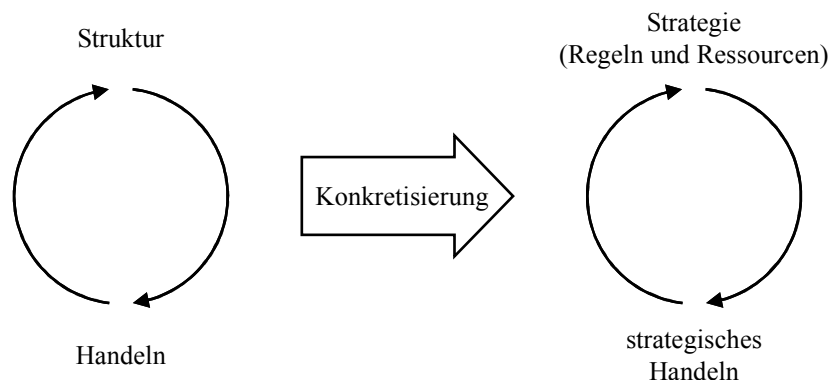 Struktur
Handeln
Konkretisierung
Strategie
(Regeln und Ressourcen)
strategisches
Handeln